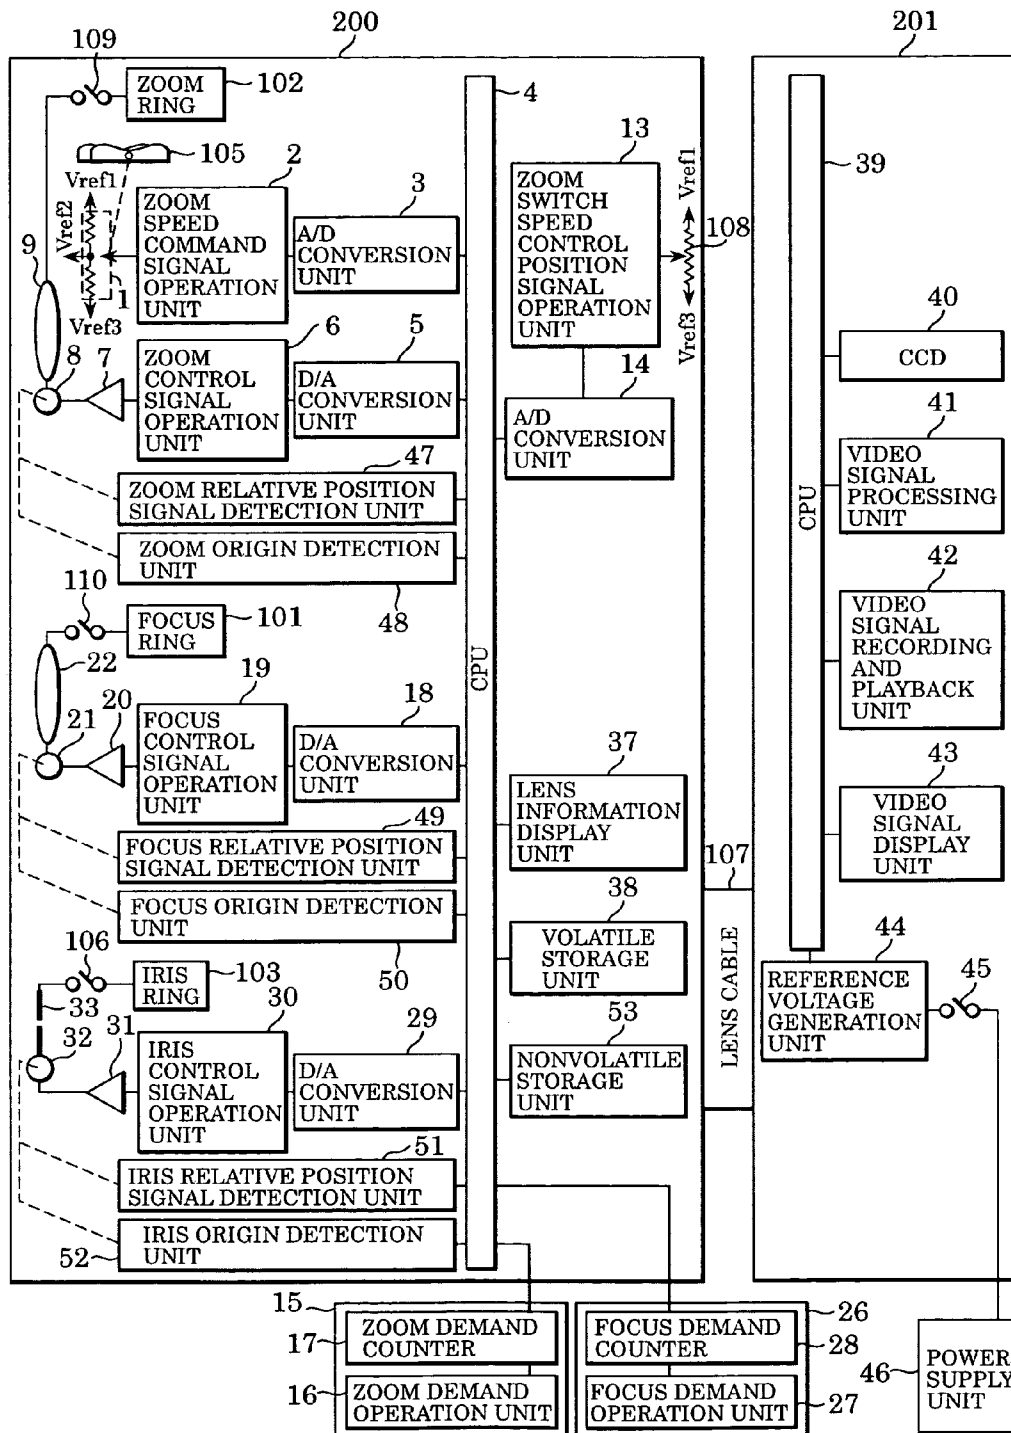 200
201
109
ZOOM
RING
102
4
105
2
13
Vref1
39
Vref1
Vref2
ZOOM
SPEED
COMMAND
SIGNAL
OPERATION
UNIT
3
A/D
CONVERSION
UNIT
ZOOM
SWITCH
SPEED
CONTROL
POSITION
SIGNAL
OPERATION
UNIT
108
9
1
Vref3
Vref3
40
CCD
6
5
8
7
ZOOM
CONTROL
SIGNAL
OPERATION
UNIT
D/A
CONVERSION
UNIT
14
A/D
CONVERSION
UNIT
41
VIDEO
SIGNAL
PROCESSING
UNIT
47
ZOOM RELATIVE POSITION
SIGNAL DETECTION UNIT
CPU
ZOOM ORIGIN DETECTION
UNIT
48
42
VIDEO
SIGNAL
RECORDING
AND
PLAYBACK
UNIT
110
FOCUS
RING
101
22
CPU
19
18
21
20
FOCUS
CONTROL
SIGNAL
OPERATION
UNIT
D/A
CONVERSION
UNIT
37
LENS
INFORMATION
DISPLAY
UNIT
43
VIDEO
SIGNAL
DISPLAY
UNIT
49
FOCUS RELATIVE POSITION
SIGNAL DETECTION UNIT
107
FOCUS ORIGIN DETECTION
UNIT
50
38
VOLATILE
STORAGE
UNIT
LENS CABLE
44
REFERENCE
VOLTAGE
GENERATION
UNIT
45
106
IRIS
RING
103
33
30
29
53
32
31
IRIS
CONTROL
SIGNAL
OPERATION
UNIT
D/A
CONVERSION
UNIT
NONVOLATILE
STORAGE
UNIT
51
IRIS RELATIVE POSITION
SIGNAL DETECTION UNIT
IRIS ORIGIN DETECTION
UNIT
52
15
26
17
ZOOM DEMAND
COUNTER
FOCUS DEMAND
COUNTER
28
16
ZOOM DEMAND
OPERATION UNIT
FOCUS DEMAND
OPERATION UNIT
27
46
POWER
SUPPLY
UNIT